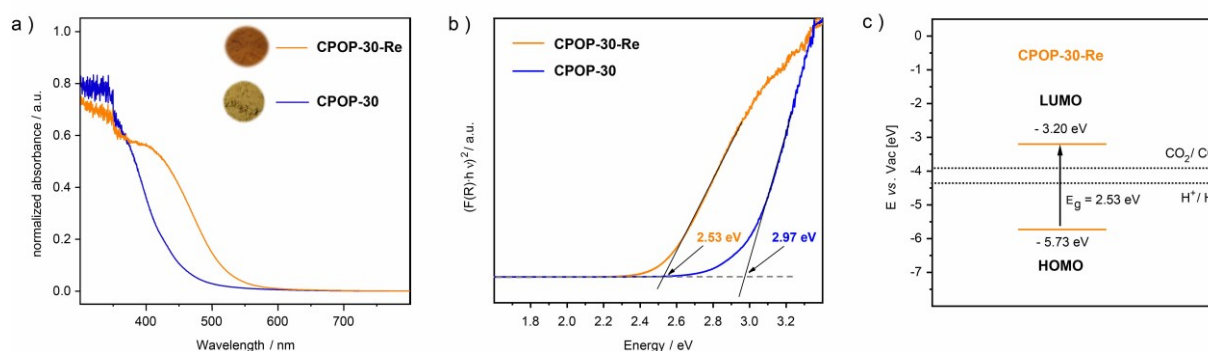 a )
normalized absorbance / a.u.
1.0
0.8
0.6
0.4
0.2
0.0
CPOP-30-Re
CPOP-30
400
500
600
700
Wavelength / nm
b )
(F(R)·h ν)²/ a.u.
CPOP-30-Re
CPOP-30
2.53 eV
2.97 eV
1.8
2.0
2.2
2.4
2.6
2.8
3.0
3.2
Energy / eV
c )
E vs. Vac [eV]
0
-1
-2
-3
-4
-5
-6
-7
CPOP-30-Re
LUMO
- 3.20 eV
CO₂/ C
Eg = 2.53 eV
H⁺/ H
- 5.73 eV
HOMO